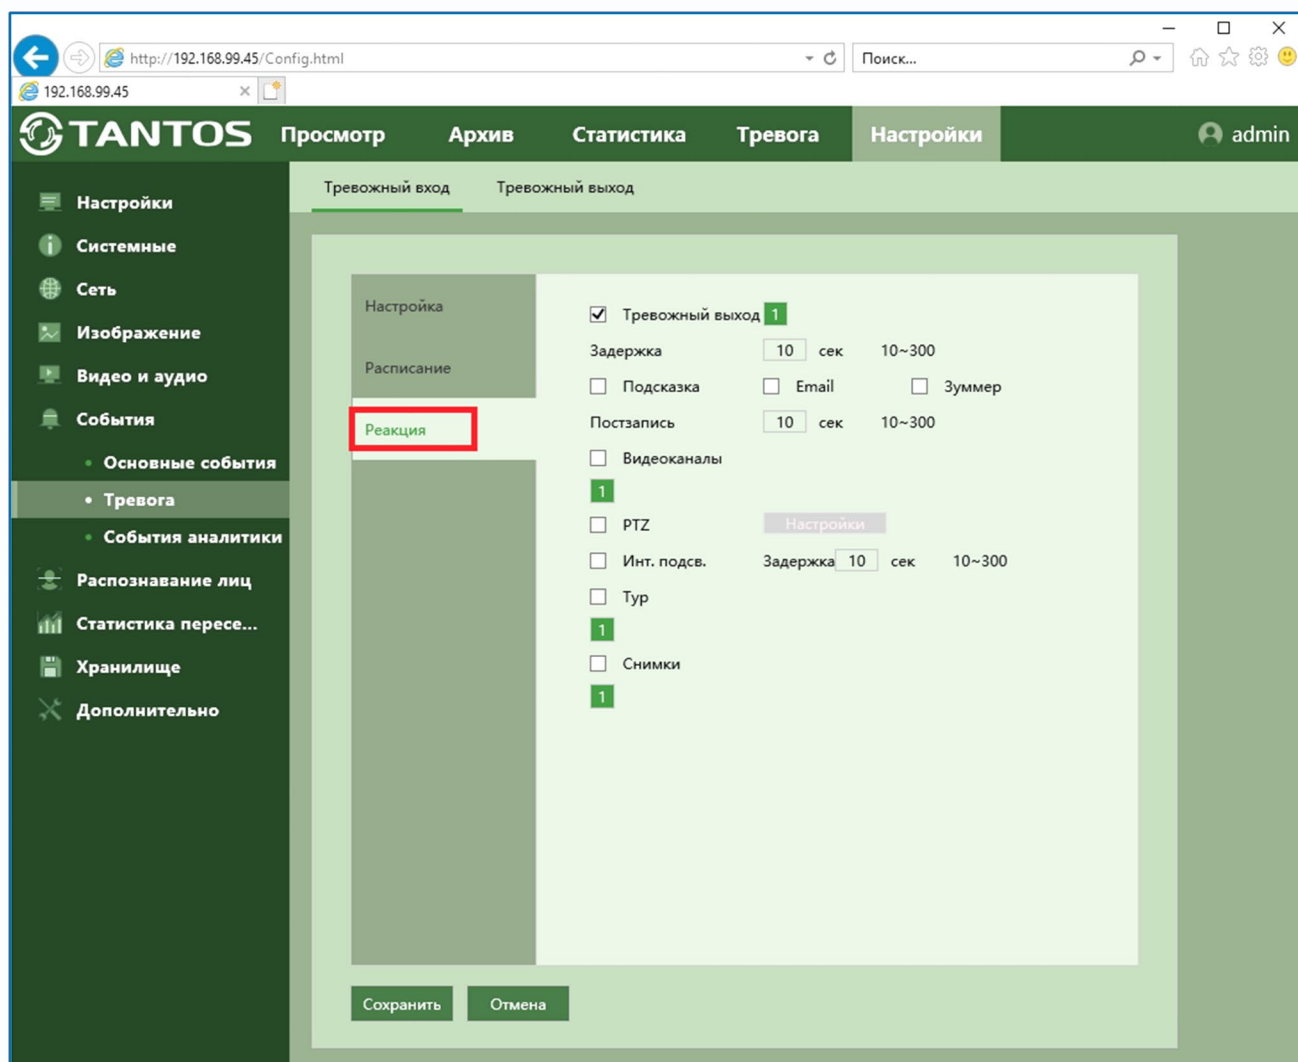 http://192.168.99.45/Config.html
Поиск...
192.168.99.45
TANTOS Просмотр Архив Статистика Тревога Настройки admin
Тревожный вход Тревожный выход
Настройки
Системные
Сеть
Изображение
Видео и аудио
События
Основные события
Тревога
События аналитики
Распознавание лиц
Статистика пересе...
Хранилище
Дополнительно
Настройка
Расписание
Реакция
Тревожный выход 1
Задержка 10 сек 10~300
Подсказка Email Зуммер
Постзапись 10 сек 10~300
Видеоканалы
1
PTZ Настройки
Инт. подсв. Задержка 10 сек 10~300
Тур
1
Снимки
1
Сохранить Отмена